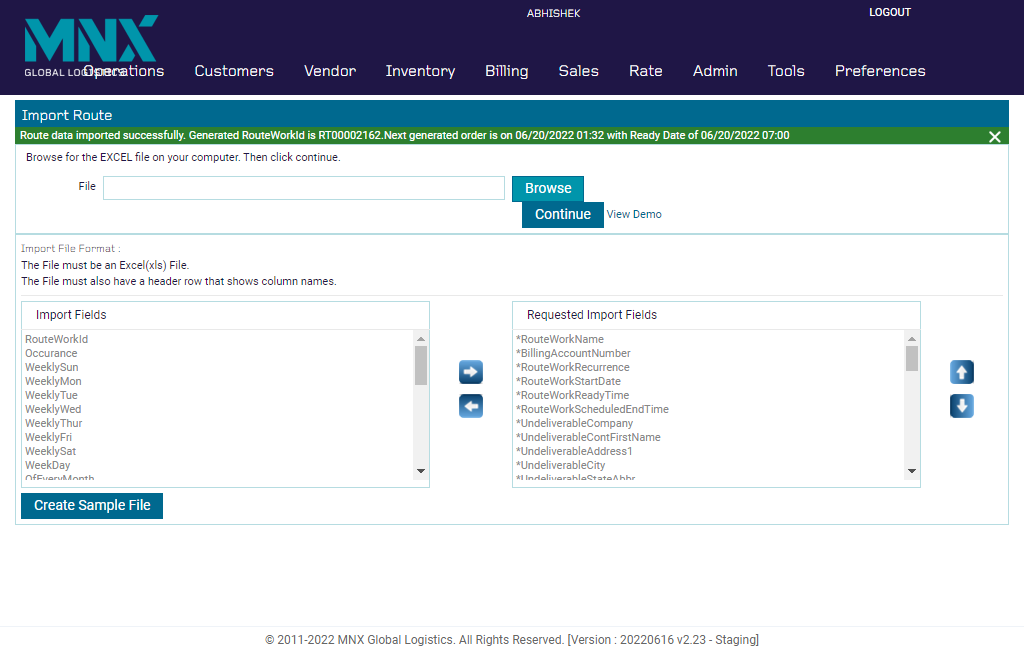 ABHISHEK
LOGOUT
MNX
GLOBAL LOGISTICS
Operations Customers Vendor Inventory Billing Sales Rate Admin Tools Preferences
Import Route
Route data imported successfully. Generated RouteWorkId is RT00002162.Next generated order is on 06/20/2022 01:32 with Ready Date of 06/20/2022 07:00
Browse for the EXCEL file on your computer. Then click continue.
File
Browse
Continue View Demo
Import File Format :
The File must be an Excel(xls) File.
The File must also have a header row that shows column names.
Import Fields
RouteWorkId
Occurance
WeeklySun
WeeklyMon
WeeklyTue
WeeklyWed
WeeklyThur
WeeklyFri
WeeklySat
WeekDay
OfEveryMonth
Requested Import Fields
*RouteWorkName
*BillingAccountNumber
*RouteWorkRecurrence
*RouteWorkStartDate
*RouteWorkReadyTime
*RouteWorkScheduledEndTime
*UndeliverableCompany
*UndeliverableContFirstName
*UndeliverableAddress1
*UndeliverableCity
*UndeliverableStateAbbr
Create Sample File
© 2011-2022 MNX Global Logistics. All Rights Reserved. [Version : 20220616 v2.23 - Staging]